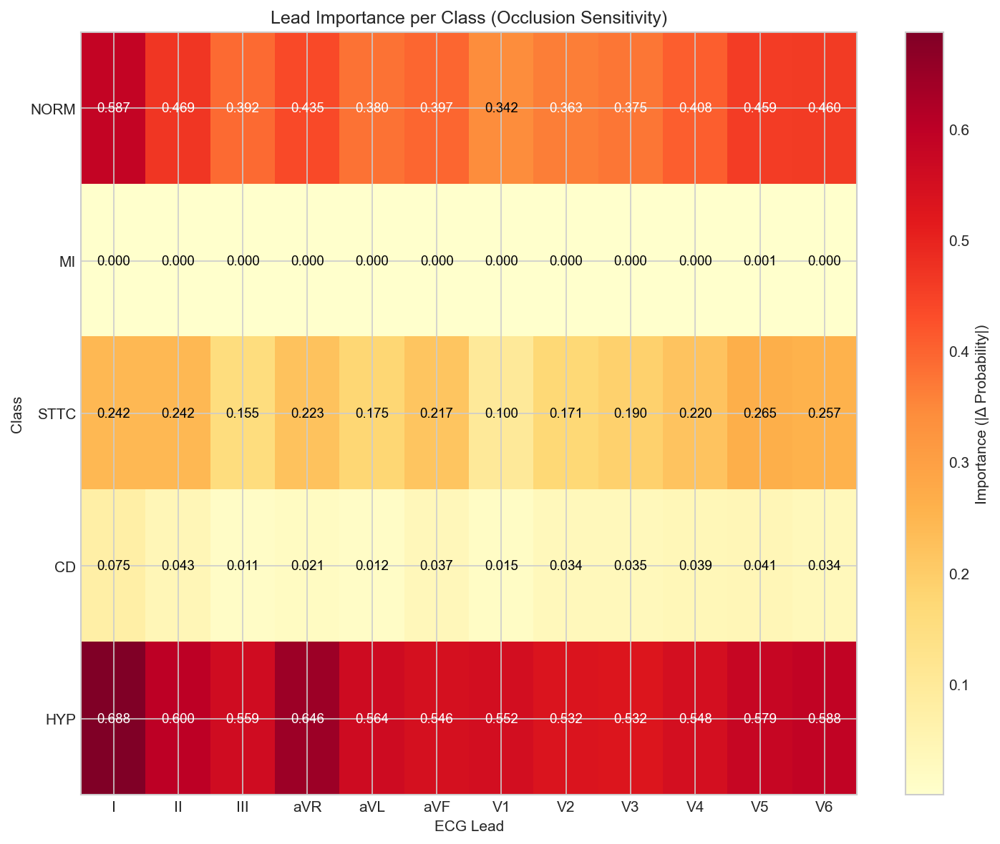 Lead Importance per Class (Occlusion Sensitivity)
NORM 0.587 0.469 0.392 0.435 0.380 0.397 0.342 0.363 0.375 0.408 0.459 0.460
MI 0.000 0.000 0.000 0.000 0.000 0.000 0.000 0.000 0.000 0.000 0.001 0.000
STTC 0.242 0.242 0.155 0.223 0.175 0.217 0.100 0.171 0.190 0.220 0.265 0.257
CD 0.075 0.043 0.011 0.021 0.012 0.037 0.015 0.034 0.035 0.039 0.041 0.034
HYP 0.688 0.600 0.559 0.646 0.564 0.546 0.552 0.532 0.532 0.548 0.579 0.588
I II III aVR aVL aVF V1 V2 V3 V4 V5 V6
ECG Lead
Class
0.6
0.5
0.4
0.3
0.2
0.1
Importance (|Δ Probability|)